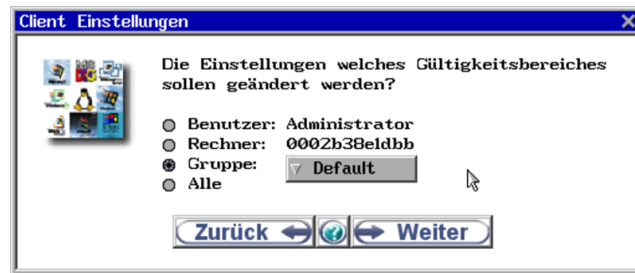 Client Einstellungen
Die Einstellungen welches Gültigkeitsbereiches
sollen geändert werden?
Benutzer: Administrator
Rechner: 0002b38e1dbb
Gruppe: Default
Alle
Zurück Weiter